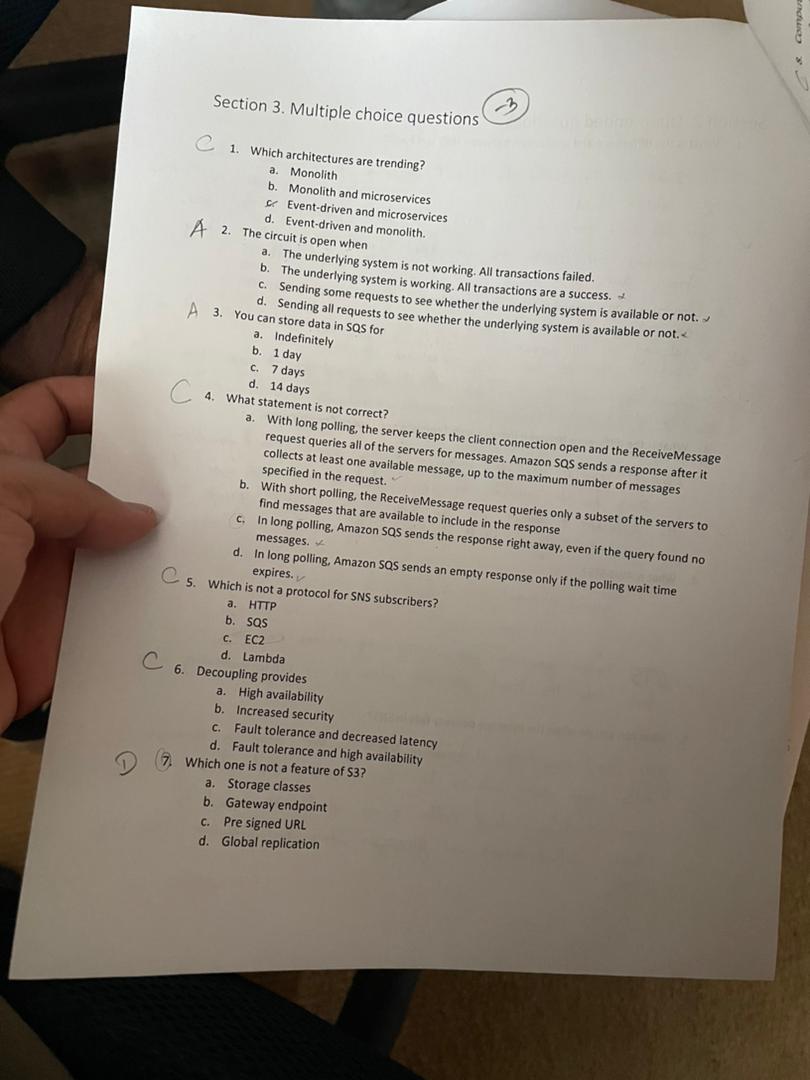 8. Compu
Section 3. Multiple choice questions -3
C 1. Which architectures are trending?
a. Monolith
b. Monolith and microservices
c. Event-driven and microservices
d. Event-driven and monolith.
A 2. The circuit is open when
a. The underlying system is not working. All transactions failed.
b. The underlying system is working. All transactions are a success.
c. Sending some requests to see whether the underlying system is available or not.
d. Sending all requests to see whether the underlying system is available or not.
A 3. You can store data in SQS for
a. Indefinitely
b. 1 day
c. 7 days
d. 14 days
C 4. What statement is not correct?
a. With long polling, the server keeps the client connection open and the ReceiveMessage
request queries all of the servers for messages. Amazon SQS sends a response after it
collects at least one available message, up to the maximum number of messages
specified in the request.
b. With short polling, the ReceiveMessage request queries only a subset of the servers to
find messages that are available to include in the response
c. In long polling, Amazon SQS sends the response right away, even if the query found no
messages.
d. In long polling, Amazon SQS sends an empty response only if the polling wait time
expires.
C 5. Which is not a protocol for SNS subscribers?
a. HTTP
b. SQS
c. EC2
d. Lambda
C 6. Decoupling provides
a. High availability
b. Increased security
c. Fault tolerance and decreased latency
d. Fault tolerance and high availability
D 7. Which one is not a feature of S3?
a. Storage classes
b. Gateway endpoint
c. Pre signed URL
d. Global replication